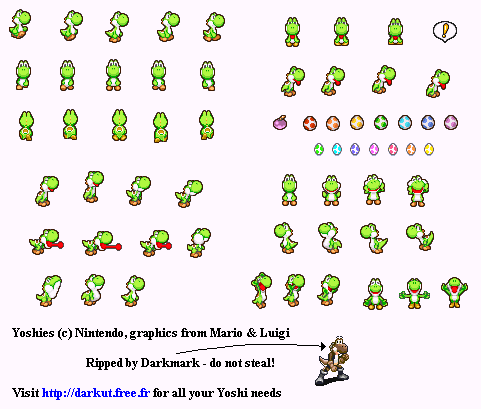 !
Yoshies (c) Nintendo, graphics from Mario & Luigi
Ripped by Darkmark - do not steal!
Visit http://darkut.free.fr for all your Yoshi needs